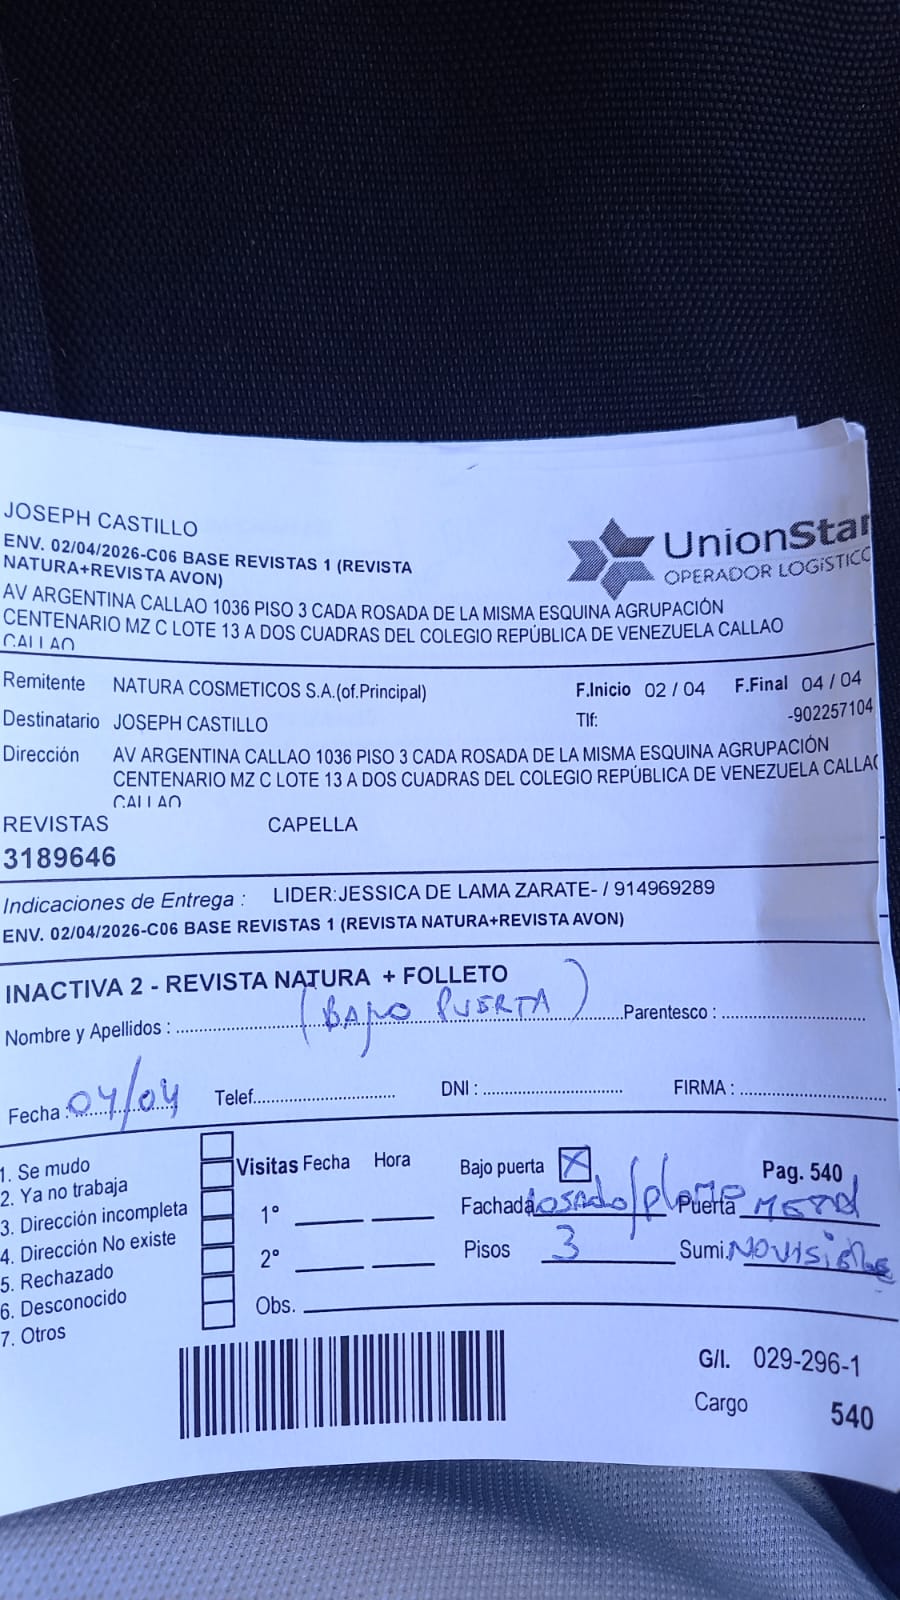 JOSEPH CASTILLO
ENV. 02/04/2026-C06 BASE REVISTAS 1 (REVISTA
NATURA+REVISTA AVON)
UnionStar
OPERADOR LOGÍSTICO
AV ARGENTINA CALLAO 1036 PISO 3 CADA ROSADA DE LA MISMA ESQUINA AGRUPACIÓN
CENTENARIO MZ C LOTE 13 A DOS CUADRAS DEL COLEGIO REPÚBLICA DE VENEZUELA CALLAO
CALLAO
Remitente NATURA COSMETICOS S.A.(of.Principal) F.Inicio 02 / 04 F.Final 04 / 04
Destinatario JOSEPH CASTILLO Tlf: -902257104
Dirección AV ARGENTINA CALLAO 1036 PISO 3 CADA ROSADA DE LA MISMA ESQUINA AGRUPACIÓN
CENTENARIO MZ C LOTE 13 A DOS CUADRAS DEL COLEGIO REPÚBLICA DE VENEZUELA CALLAO
CALLAO
REVISTAS CAPELLA
3189646
Indicaciones de Entrega : LIDER:JESSICA DE LAMA ZARATE- / 914969289
ENV. 02/04/2026-C06 BASE REVISTAS 1 (REVISTA NATURA+REVISTA AVON)
INACTIVA 2 - REVISTA NATURA + FOLLETO
Nombre y Apellidos : (BAJO PUERTA) Parentesco :
Fecha : 04/04 Telef. DNI : FIRMA :
1. Se mudo
2. Ya no trabaja
3. Dirección incompleta
4. Dirección No existe
5. Rechazado
6. Desconocido
7. Otros
Visitas Fecha Hora
1°
2°
Obs.
Bajo puerta X Pag. 540
Fachada Puerta
Pisos 3 Sumi. NOVISIBLE
G/I. 029-296-1
Cargo 540